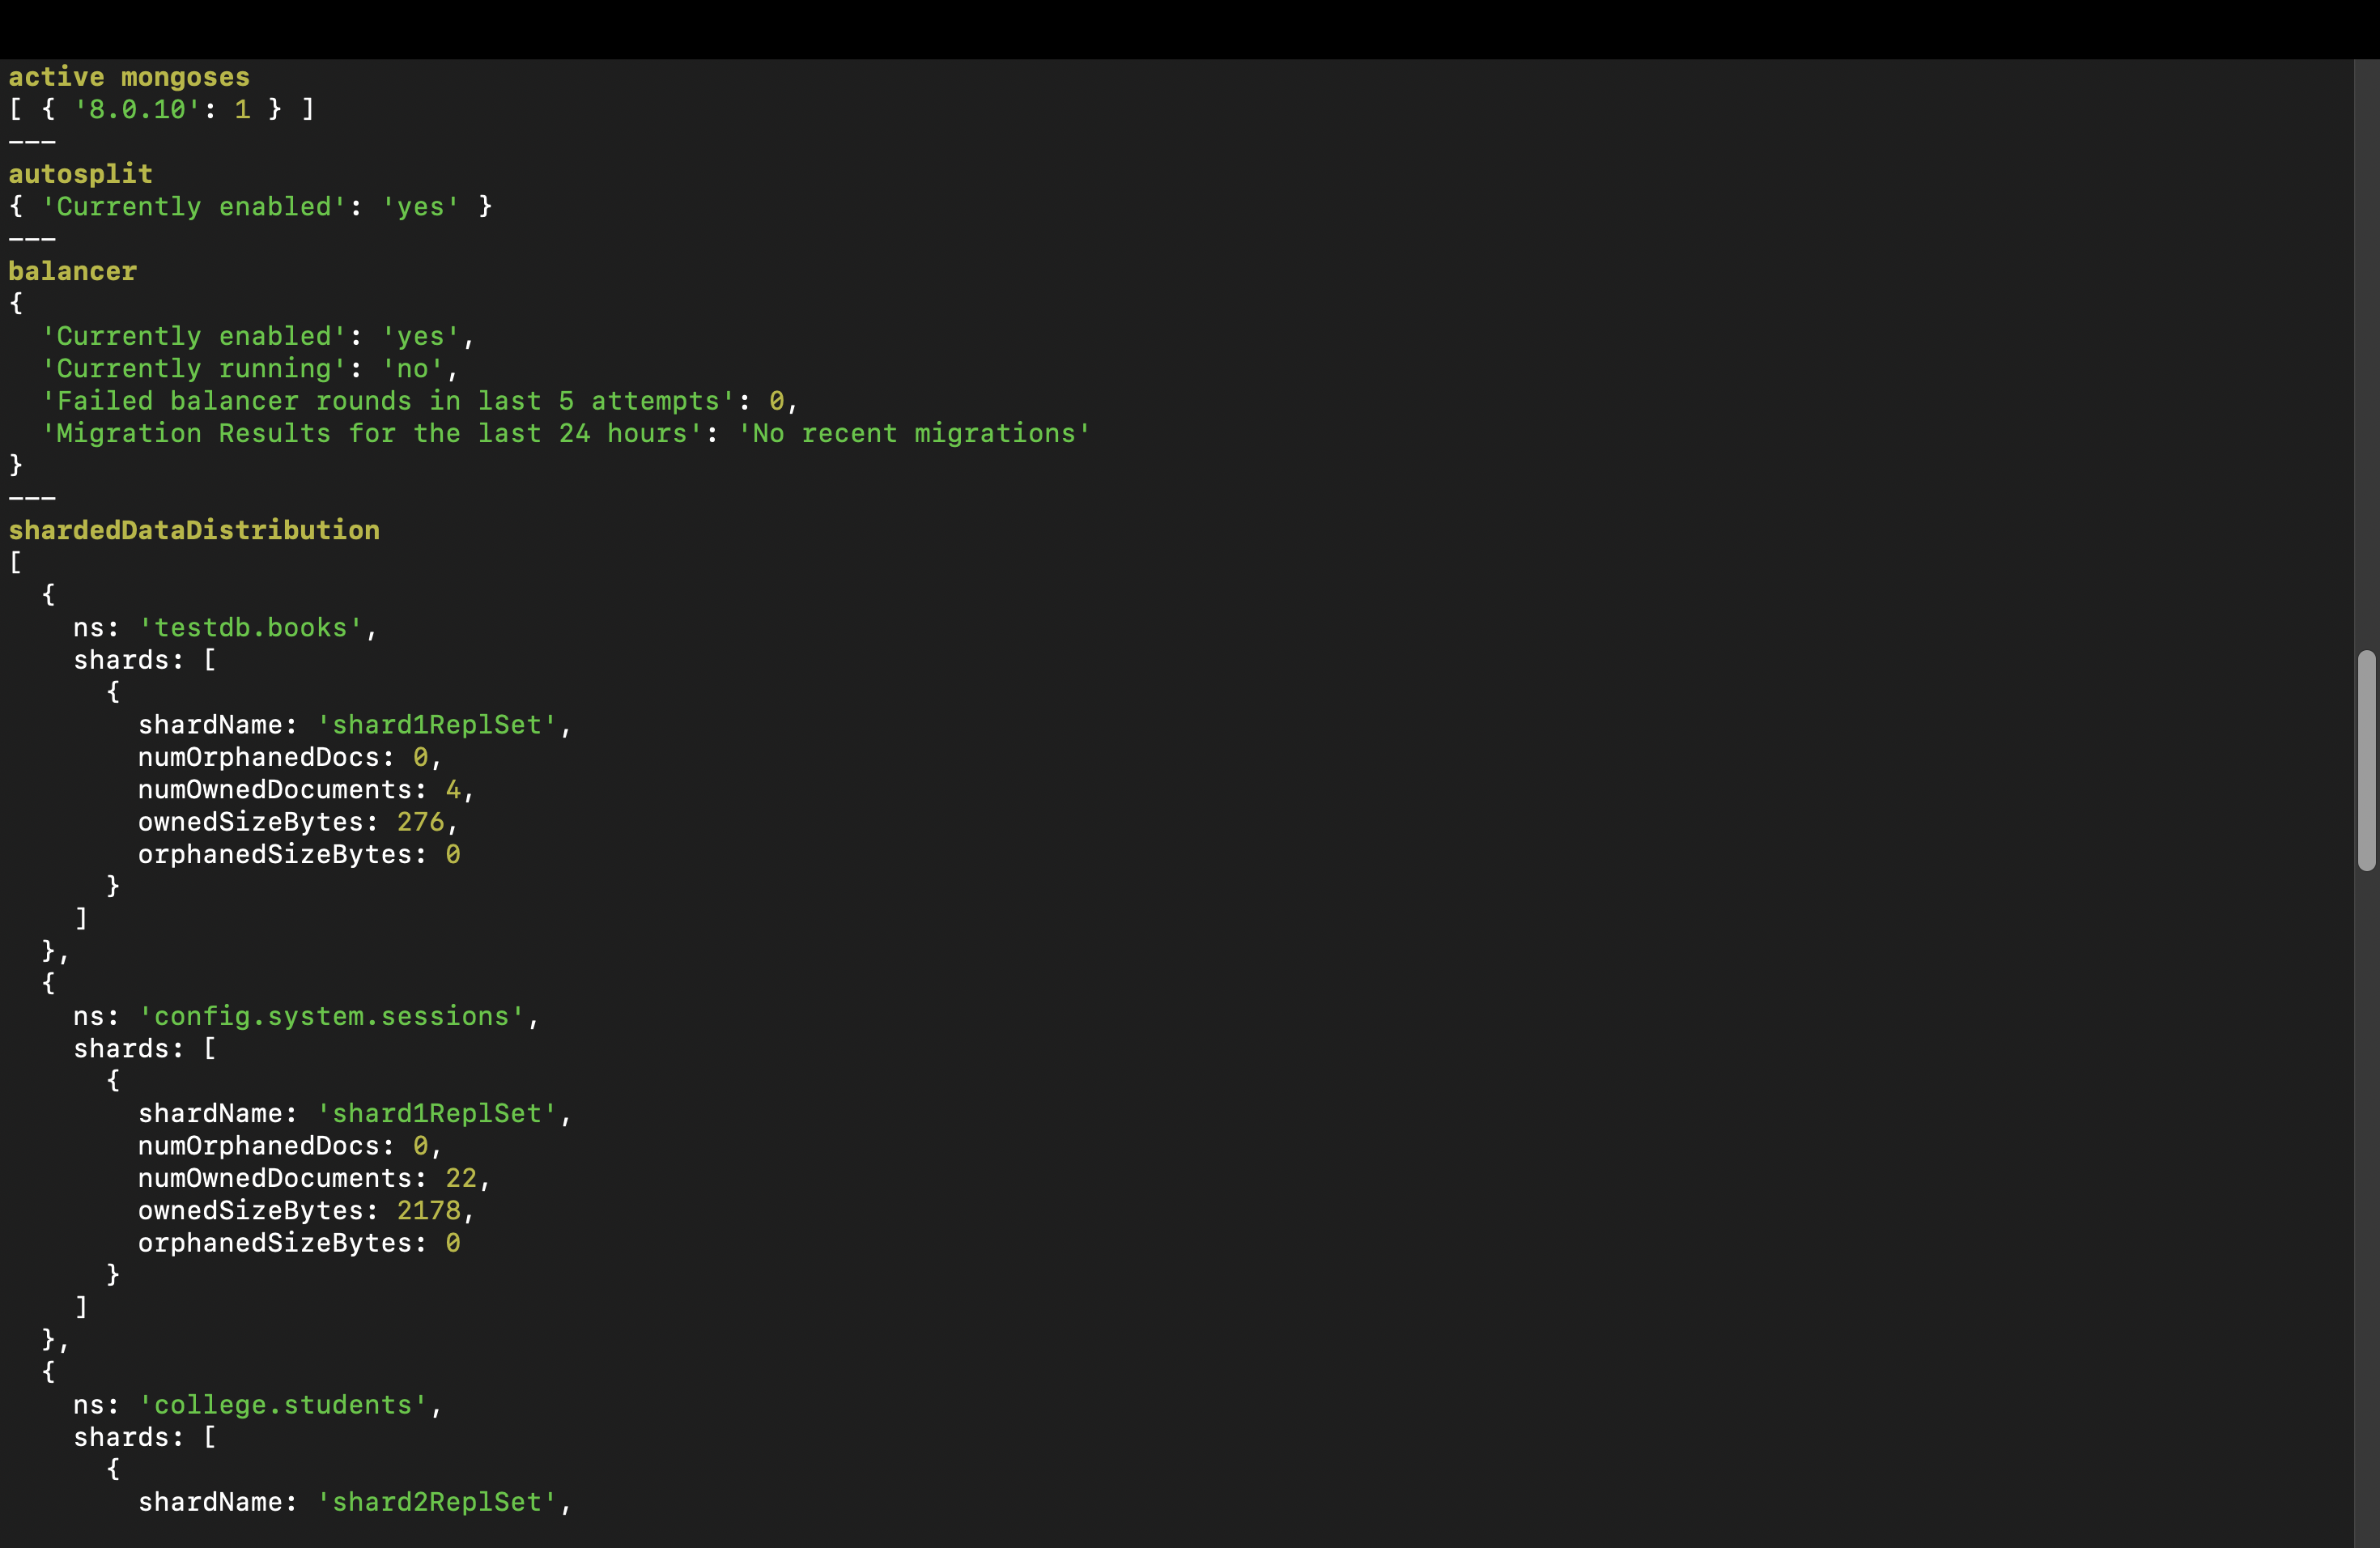 active mongoses
[ { '8.0.10': 1 } ]
---
autosplit
{ 'Currently enabled': 'yes' }
---
balancer
{
  'Currently enabled': 'yes',
  'Currently running': 'no',
  'Failed balancer rounds in last 5 attempts': 0,
  'Migration Results for the last 24 hours': 'No recent migrations'
}
---
shardedDataDistribution
[
  {
    ns: 'testdb.books',
    shards: [
      {
        shardName: 'shard1ReplSet',
        numOrphanedDocs: 0,
        numOwnedDocuments: 4,
        ownedSizeBytes: 276,
        orphanedSizeBytes: 0
      }
    ]
  },
  {
    ns: 'config.system.sessions',
    shards: [
      {
        shardName: 'shard1ReplSet',
        numOrphanedDocs: 0,
        numOwnedDocuments: 22,
        ownedSizeBytes: 2178,
        orphanedSizeBytes: 0
      }
    ]
  },
  {
    ns: 'college.students',
    shards: [
      {
        shardName: 'shard2ReplSet',